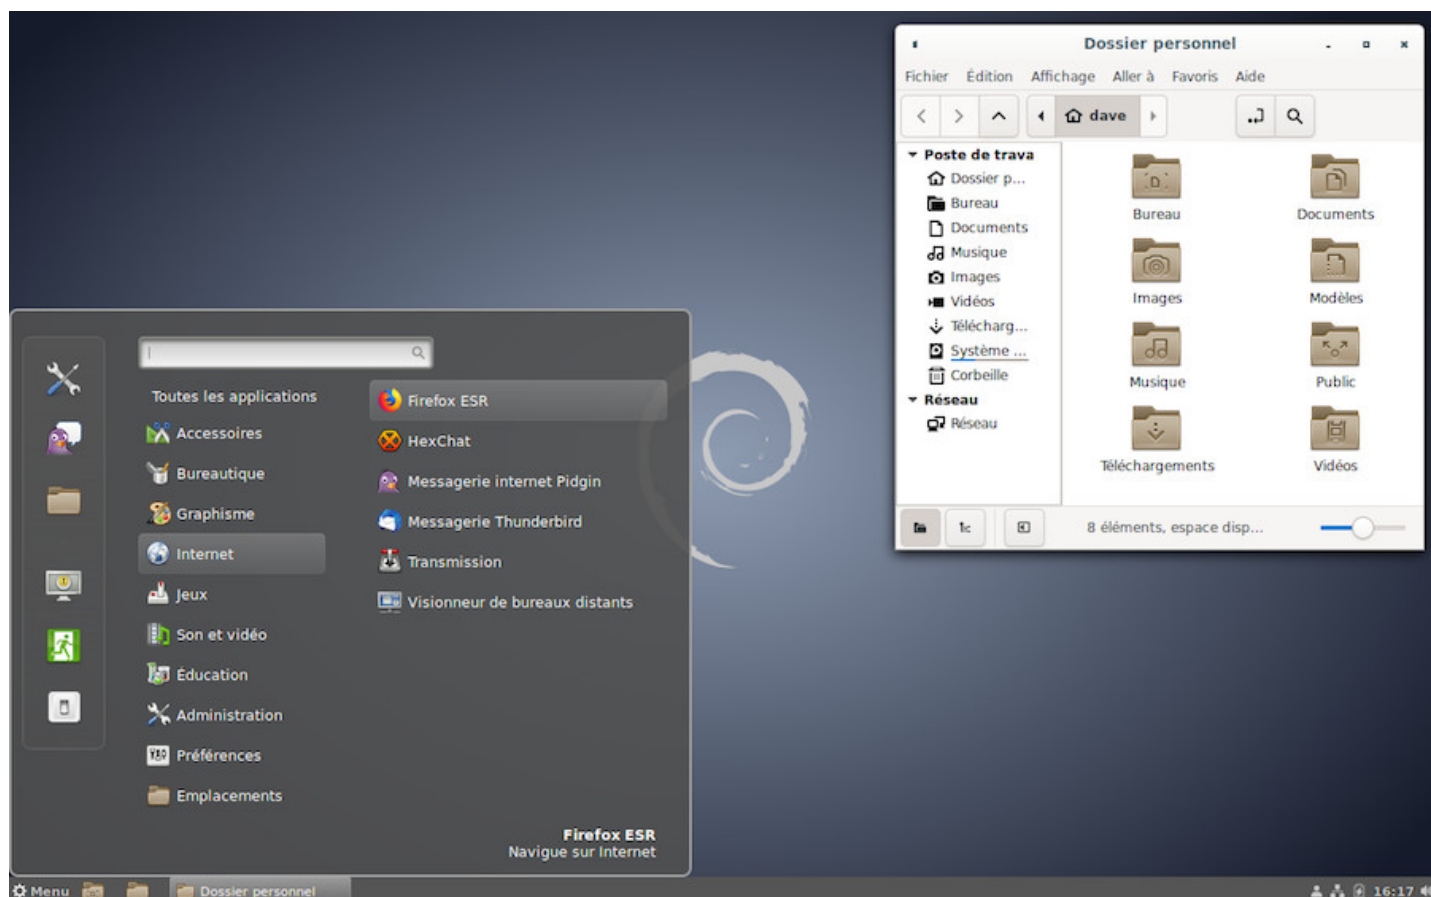 Dossier personnel
Fichier Édition Affichage Aller à Favoris Aide
dave
Poste de trava
Dossier p...
Bureau
Documents
Musique
Images
Vidéos
Télécharg...
Système ...
Corbeille
Réseau
Réseau
Bureau Documents
Images Modèles
Musique Public
Téléchargements Vidéos
8 éléments, espace disp...
Toutes les applications
Accessoires
Bureautique
Graphisme
Internet
Jeux
Son et vidéo
Éducation
Administration
Préférences
Emplacements
Firefox ESR
HexChat
Messagerie internet Pidgin
Messagerie Thunderbird
Transmission
Visionneur de bureaux distants
Firefox ESR
Navigue sur Internet
Menu Dossier personnel 16:17